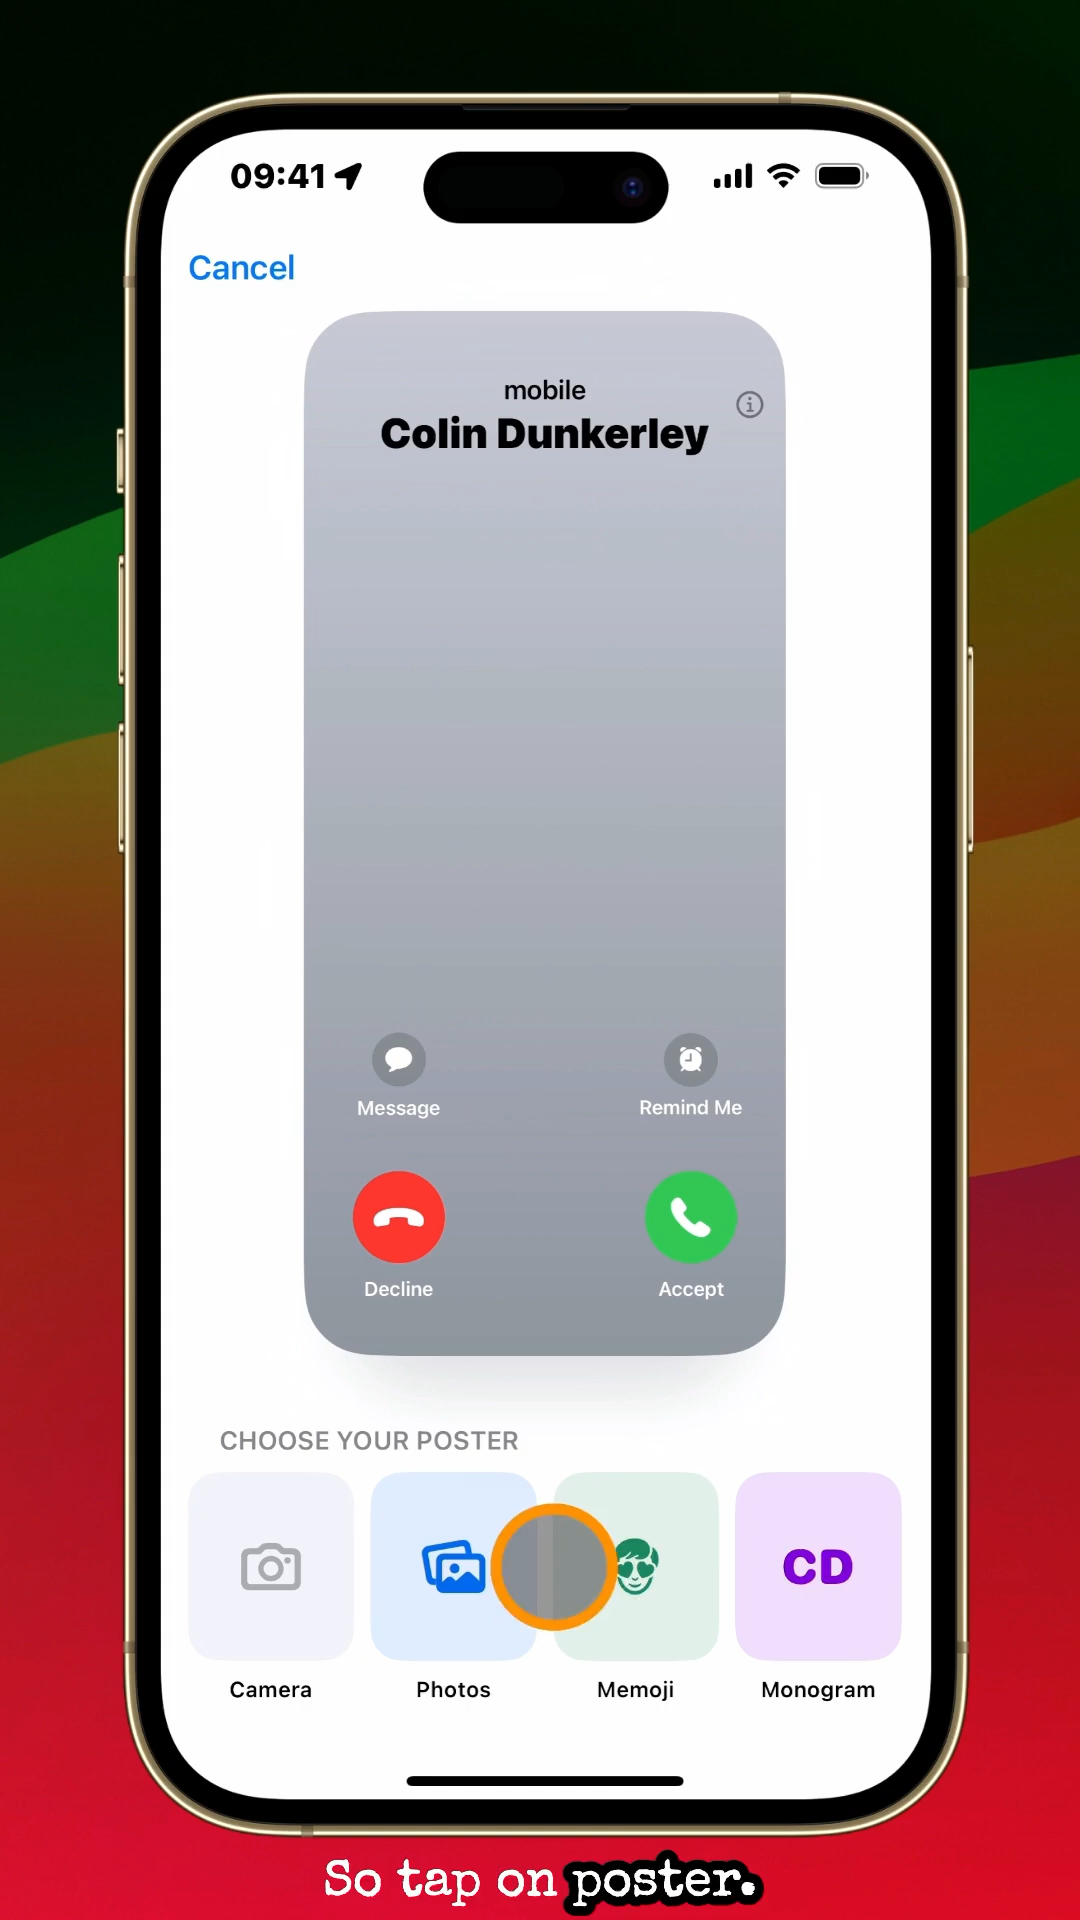 09:41
Cancel
mobile
Colin Dunkerley
Message
Remind Me
Decline
Accept
CHOOSE YOUR POSTER
CD
Camera
Photos
Memoji
Monogram
So tap on poster.